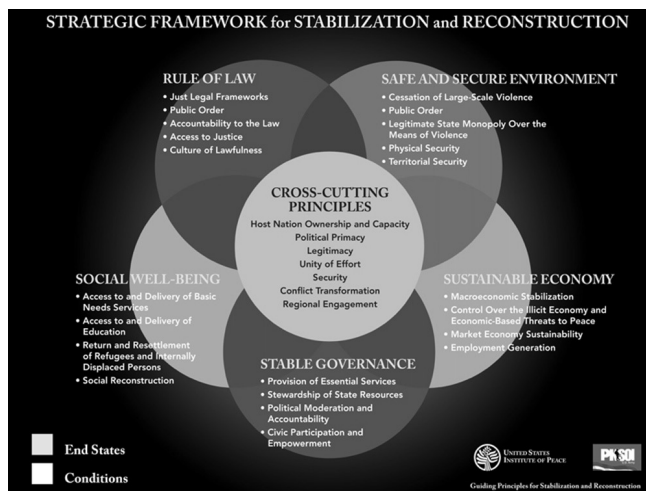 STRATEGIC FRAMEWORK for STABILIZATION and RECONSTRUCTION
RULE OF LAW
• Just Legal Frameworks
• Public Order
• Accountability to the Law
• Access to Justice
• Culture of Lawfulness
SAFE AND SECURE ENVIRONMENT
• Cessation of Large-Scale Violence
• Public Order
• Legitimate State Monopoly Over the
Means of Violence
• Physical Security
• Territorial Security
CROSS-CUTTING
PRINCIPLES
Host Nation Ownership and Capacity
Political Primacy
Legitimacy
Unity of Effort
Security
Conflict Transformation
Regional Engagement
SOCIAL WELL-BEING
• Access to and Delivery of Basic
Needs Services
• Access to and Delivery of
Education
• Return and Resettlement
of Refugees and Internally
Displaced Persons
• Social Reconstruction
SUSTAINABLE ECONOMY
• Macroeconomic Stabilization
• Control Over the Illicit Economy and
Economic-Based Threats to Peace
• Market Economy Sustainability
• Employment Generation
STABLE GOVERNANCE
• Provision of Essential Services
• Stewardship of State Resources
• Political Moderation and
Accountability
• Civic Participation and
Empowerment
End States
Conditions
UNITED STATES
INSTITUTE OF PEACE
PKSOI
Guiding Principles for Stabilization and Reconstruction